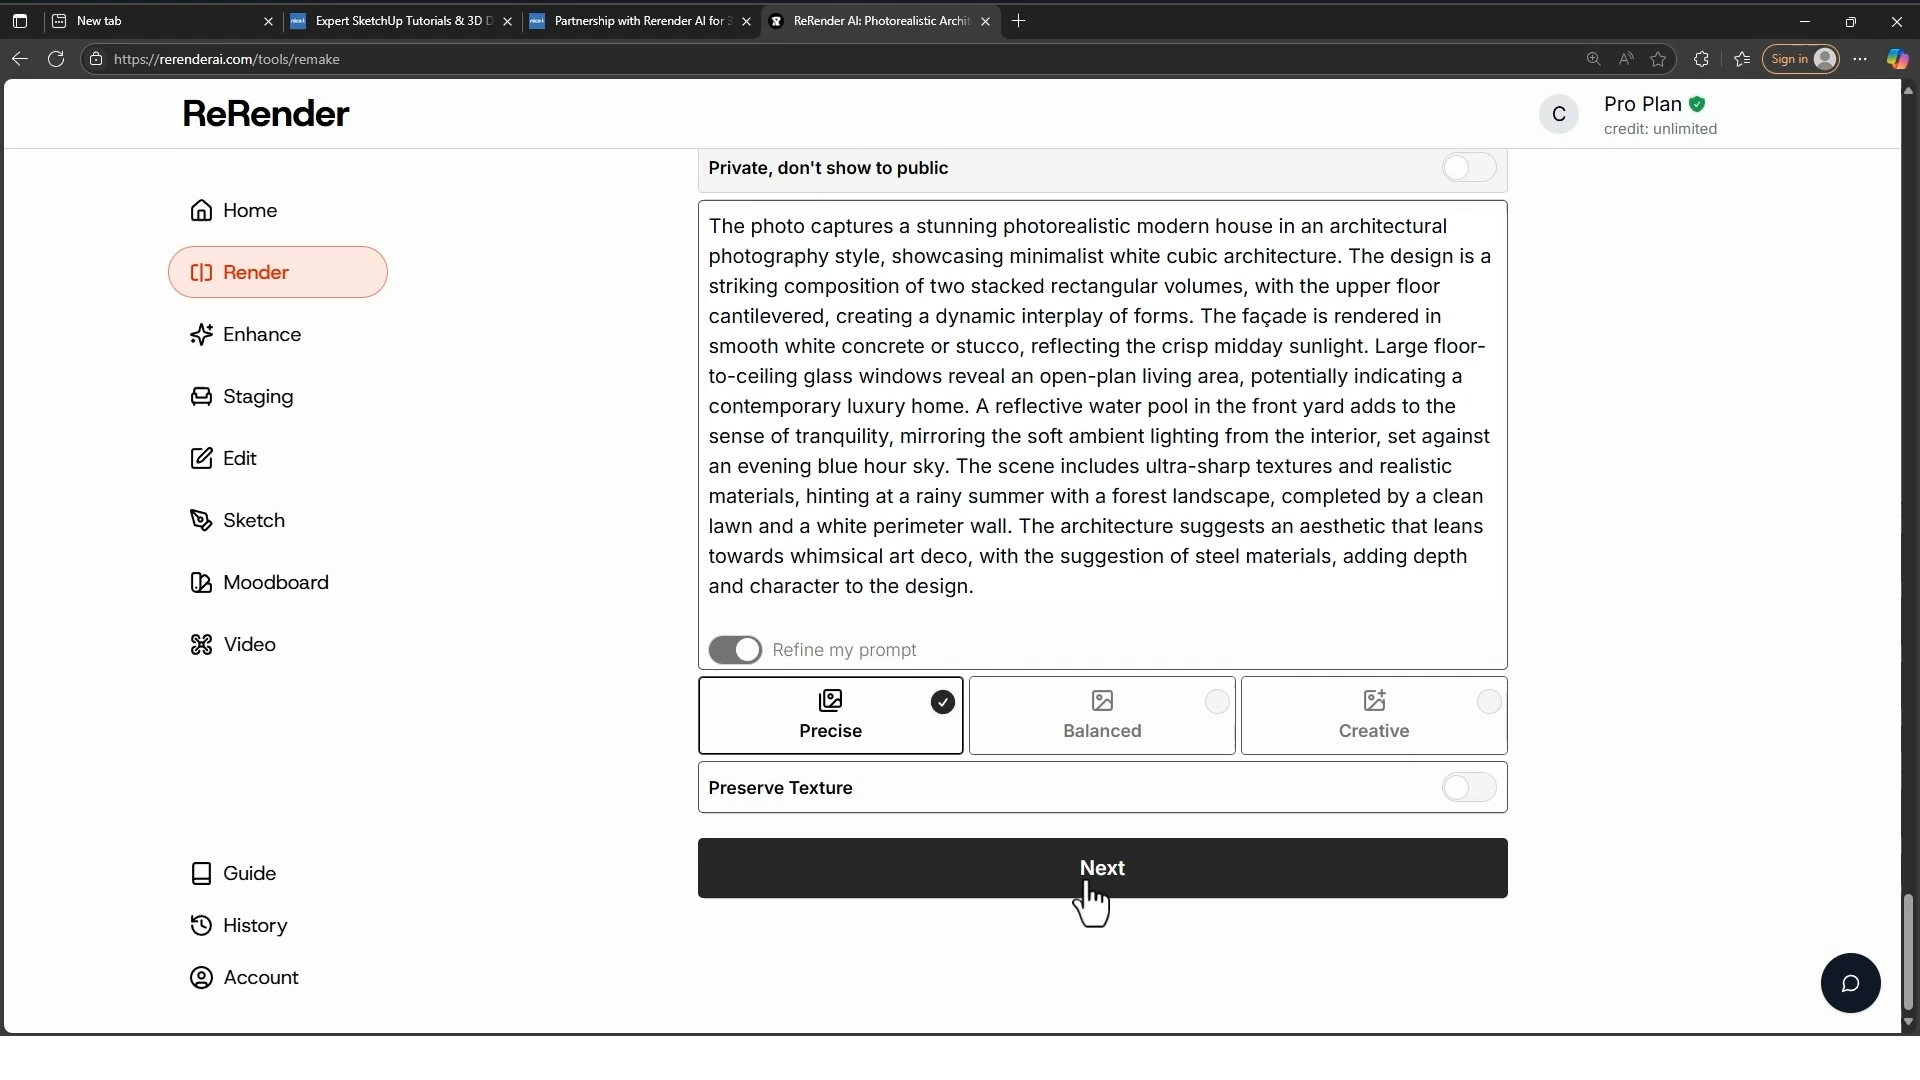 New tab
Expert SketchUp Tutorials & 3D D
Partnership with Rerender AI for 3
ReRender AI: Photorealistic Archit
https://rerenderai.com/tools/remake
Sign in
ReRender
C
Pro Plan
credit: unlimited
Home
Render
Enhance
Staging
Edit
Sketch
Moodboard
Video
Guide
History
Account
Private, don't show to public
The photo captures a stunning photorealistic modern house in an architectural
photography style, showcasing minimalist white cubic architecture. The design is a
striking composition of two stacked rectangular volumes, with the upper floor
cantilevered, creating a dynamic interplay of forms. The façade is rendered in
smooth white concrete or stucco, reflecting the crisp midday sunlight. Large floor-
to-ceiling glass windows reveal an open-plan living area, potentially indicating a
contemporary luxury home. A reflective water pool in the front yard adds to the
sense of tranquility, mirroring the soft ambient lighting from the interior, set against
an evening blue hour sky. The scene includes ultra-sharp textures and realistic
materials, hinting at a rainy summer with a forest landscape, completed by a clean
lawn and a white perimeter wall. The architecture suggests an aesthetic that leans
towards whimsical art deco, with the suggestion of steel materials, adding depth
and character to the design.
Refine my prompt
Precise
Balanced
Creative
Preserve Texture
Next